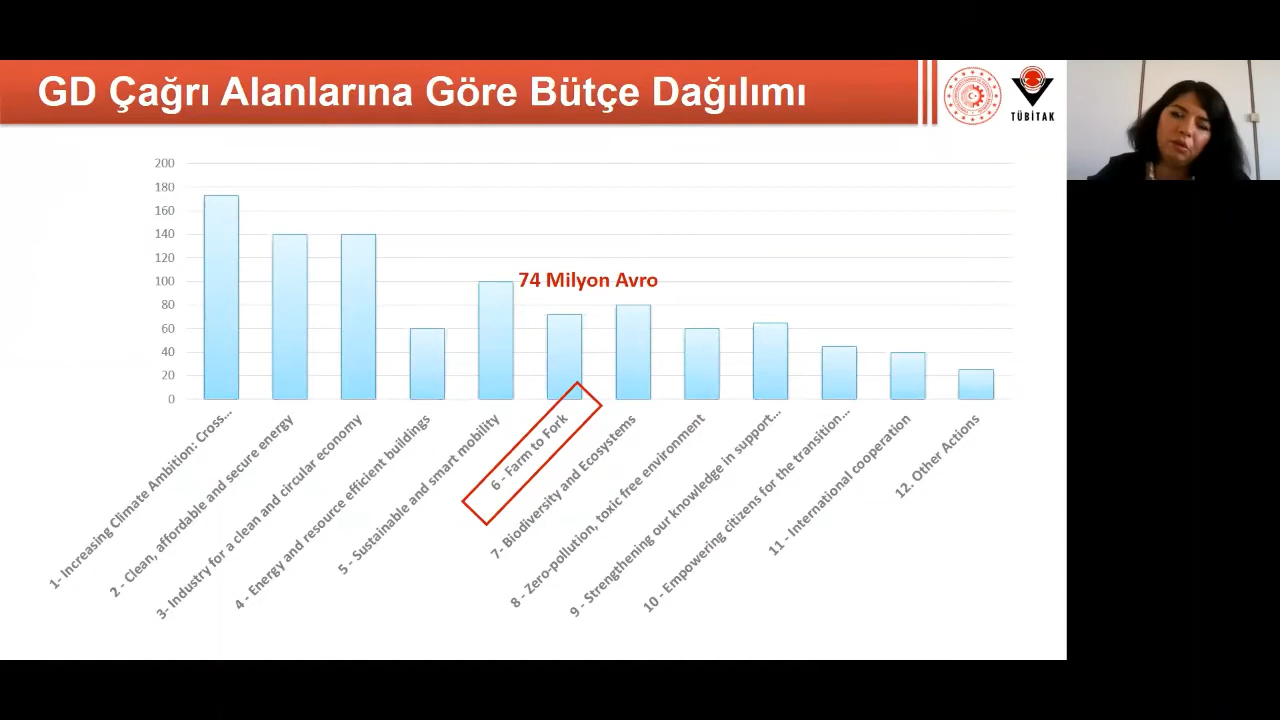 GD Çağrı Alanlarına Göre Bütçe Dağılımı
TÜBİTAK
200
180
160
140
120
100
80
60
40
20
0
74 Milyon Avro
1- Increasing Climate Ambition: Cross...
2 - Clean, affordable and secure energy
3- Industry for a clean and circular economy
4 - Energy and resource efficient buildings
5 - Sustainable and smart mobility
6 - Farm to Fork
7- Biodiversity and Ecosystems
8 - Zero-pollution, toxic free environment
9 - Strengthening our knowledge in support...
10 - Empowering citizens for the transition...
11 - International cooperation
12. Other Actions